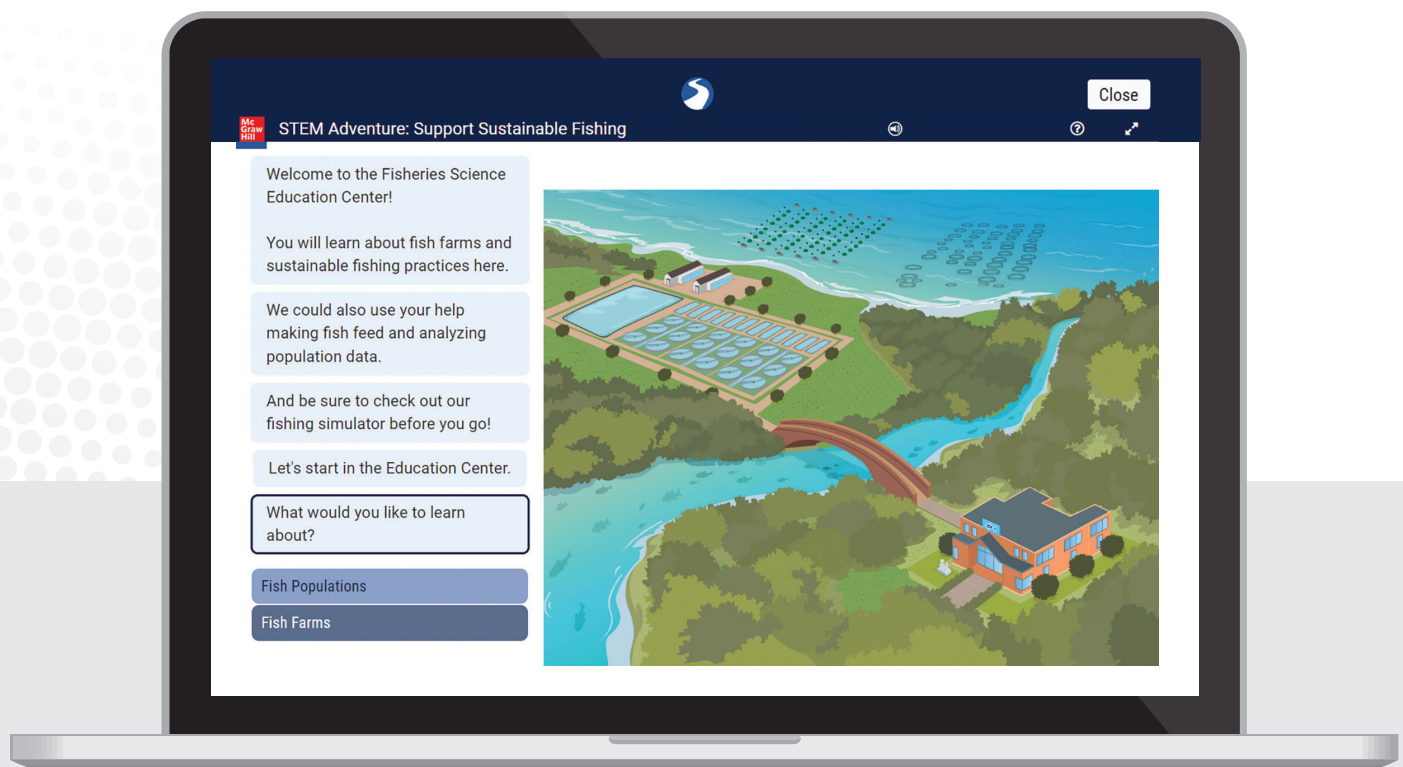 Close
Mc
Graw
Hill
STEM Adventure: Support Sustainable Fishing
Welcome to the Fisheries Science
Education Center!
You will learn about fish farms and
sustainable fishing practices here.
We could also use your help
making fish feed and analyzing
population data.
And be sure to check out our
fishing simulator before you go!
Let's start in the Education Center.
What would you like to learn
about?
Fish Populations
Fish Farms